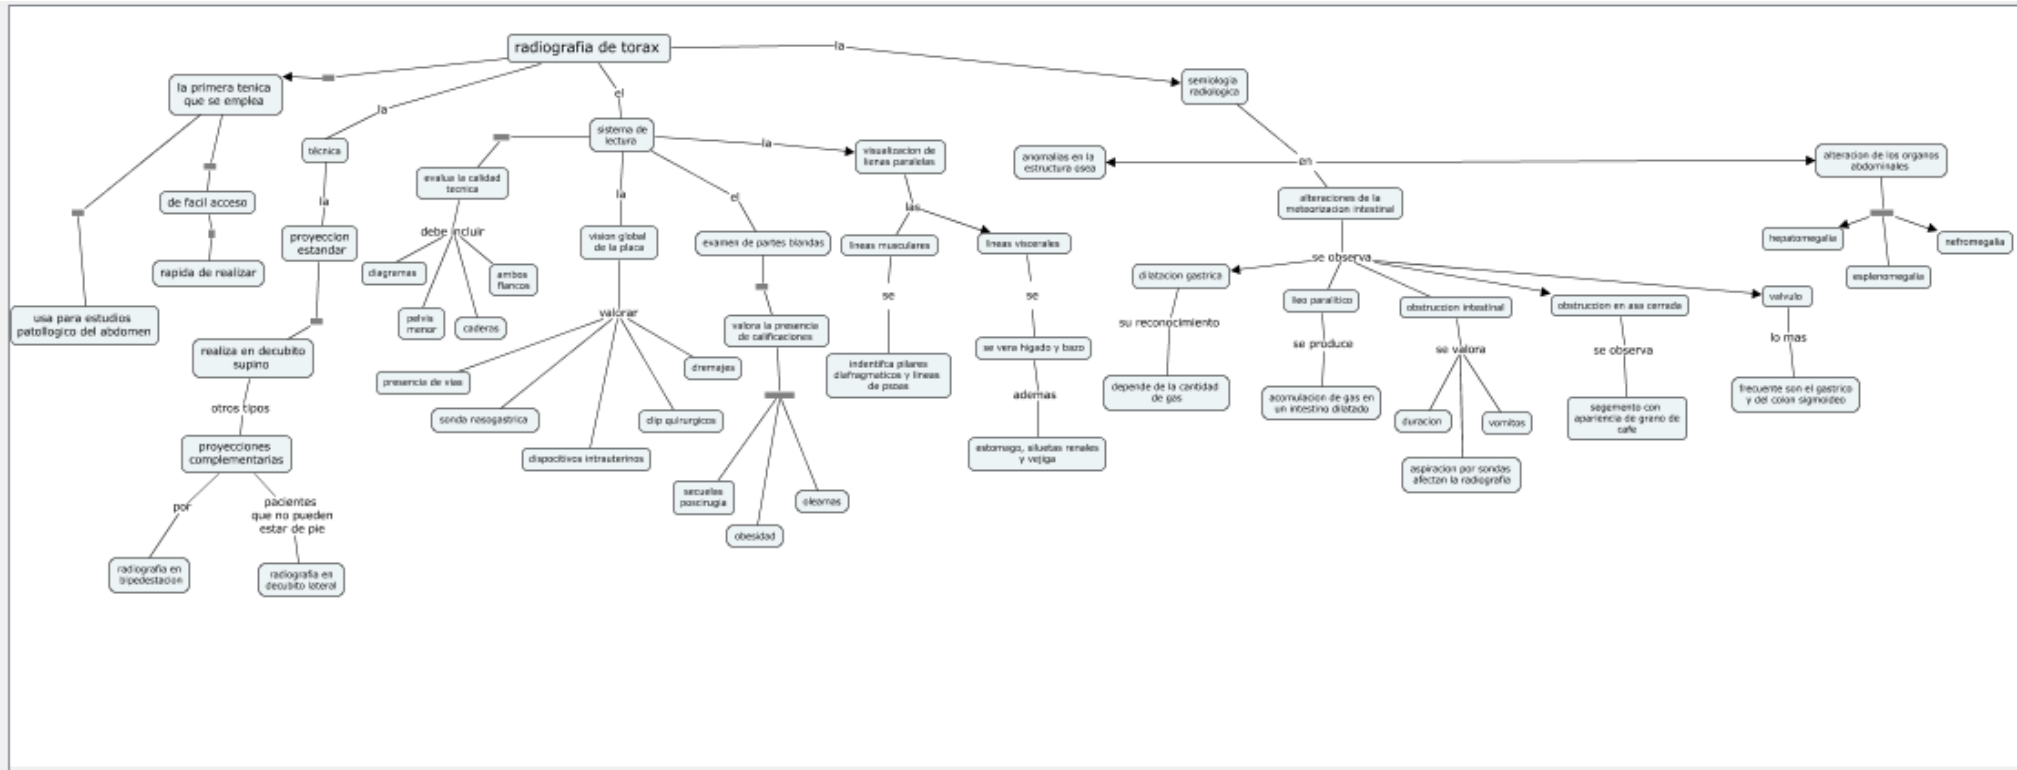 radiografia de torax
la
la primera tenica
que se emplea
la
el
semiologia
radiologica
sistema de
lectura
la
técnica
visualizacion de
lienas paralelas
anomalias en la
estructura osea
en
alteracion de los organos
abdominales
evalua la calidad
tecnica
de facil acceso
la
la
el
las
alteraciones de la
meteorizacion intestinal
debe incluir
proyeccion
estandar
vision global
de la placa
examen de partes blandas
lineas musculares
lineas viscerales
hepatomegalia
nefromegalia
esplenomegalia
se observa
rapida de realizar
diagramas
ambos
flancos
pelvis
menor
caderas
dilatacion gastrica
ileo paralitico
obstruccion intestinal
obstruccion en asa cerrada
valvulo
se
se
usa para estudios
patollogico del abdomen
valorar
valora la presencia
de calificaciones
su reconocimiento
se produce
se valora
se observa
lo mas
realiza en decubito
supino
se vera higado y bazo
presencia de vias
dremajes
indentifca pilares
diafragmaticos y lineas
de psoas
depende de la cantidad
de gas
acomulacion de gas en
un intestino dilatado
frecuente son el gastrico
y del colon sigmoideo
ademas
otros tipos
sonda nasogastrica
clip quirurgicos
duracion
vomitos
segemento con
apariencia de grano de
cafe
proyecciones
complementarias
dispocitivos intrauterinos
estomago, siluetas renales
y vejiga
aspiracion por sondas
afectan la radiografia
secuelas
poscirugia
olearnas
obesidad
por
pacientes
que no pueden
estar de pie
radiografia en
bipedestacion
radiografia en
decubito lateral